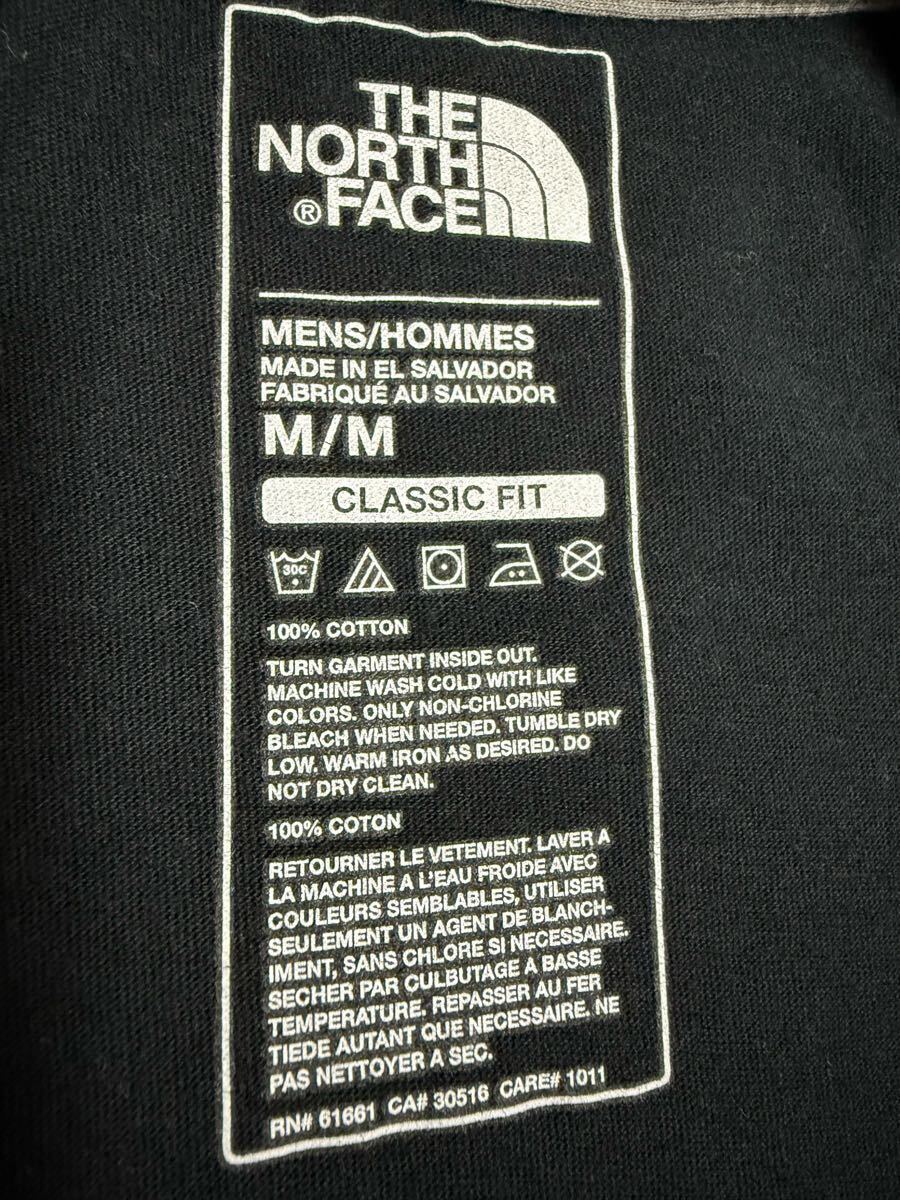 THE
NORTH
®FACE
MENS/HOMMES
MADE IN EL SALVADOR
FABRIQUÉ AU SALVADOR
M/M
CLASSIC FIT
30C
100% COTTON
TURN GARMENT INSIDE OUT.
MACHINE WASH COLD WITH LIKE
COLORS. ONLY NON-CHLORINE
BLEACH WHEN NEEDED. TUMBLE DRY
LOW. WARM IRON AS DESIRED. DO
NOT DRY CLEAN.
100% COTON
RETOURNER LE VETEMENT. LAVER A
LA MACHINE A L'EAU FROIDE AVEC
COULEURS SEMBLABLES, UTILISER
SEULEMENT UN AGENT DE BLANCH-
IMENT, SANS CHLORE SI NECESSAIRE.
SECHER PAR CULBUTAGE A BASSE
TEMPERATURE. REPASSER AU FER
TIEDE AUTANT QUE NECESSAIRE. NE
PAS NETTOYER A SEC.
RN# 61661 CA# 30516 CARE# 1011